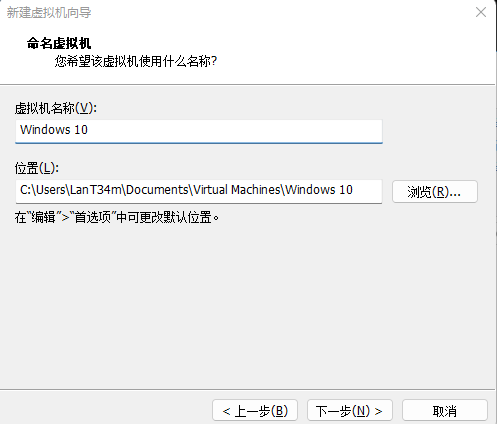 新建虚拟机向导
命名虚拟机
您希望该虚拟机使用什么名称?
虚拟机名称(V):
Windows 10
位置(L):
C:\Users\LanT34m\Documents\Virtual Machines\Windows 10
浏览(R)...
在“编辑”>“首选项”中可更改默认位置。
< 上一步(B)
下一步(N) >
取消